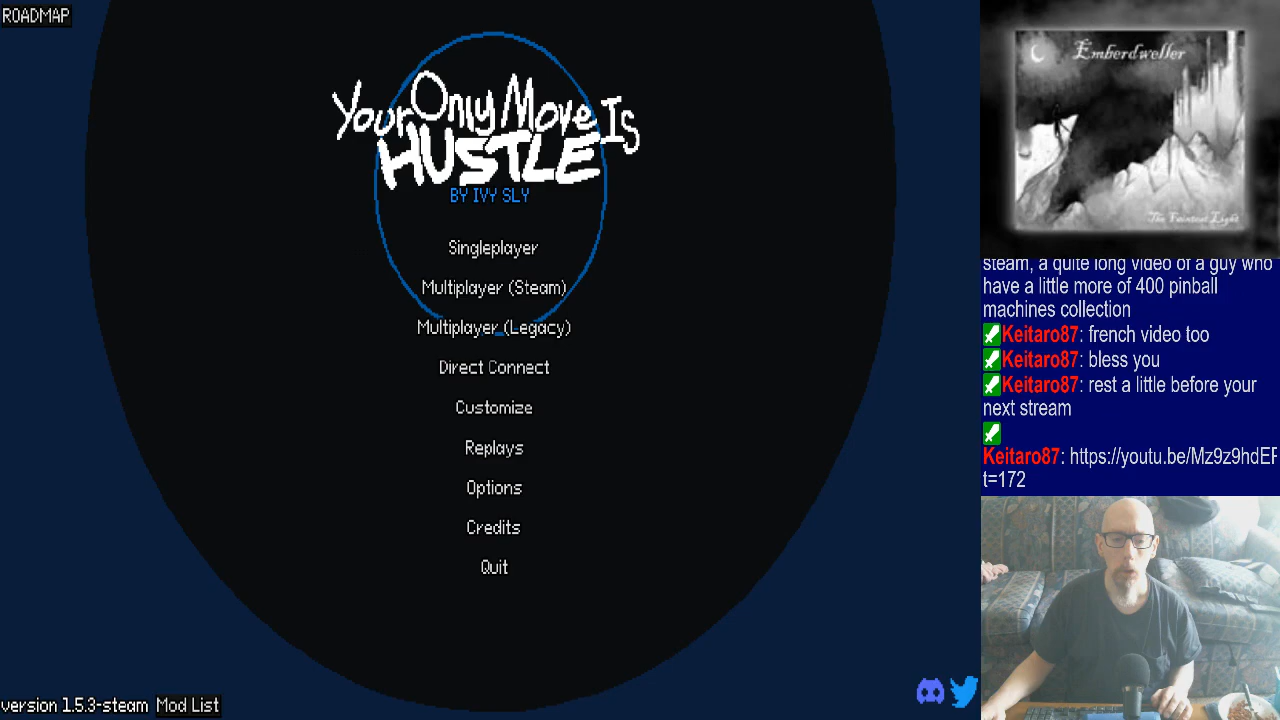 ROADMAP
Your Only Move Is
HUSTLE
BY IVY SLY
Singleplayer
Multiplayer (Steam)
Multiplayer (Legacy)
Direct Connect
Customize
Replays
Options
Credits
Quit
version 1.5.3-steam Mod List
Emberdweller
The Faintest Light
steam, a quite long video of a guy who
have a little more of 400 pinball
machines collection
Keitaro87: french video too
Keitaro87: bless you
Keitaro87: rest a little before your
next stream
Keitaro87: https://youtu.be/Mz9z9hdEF
t=172